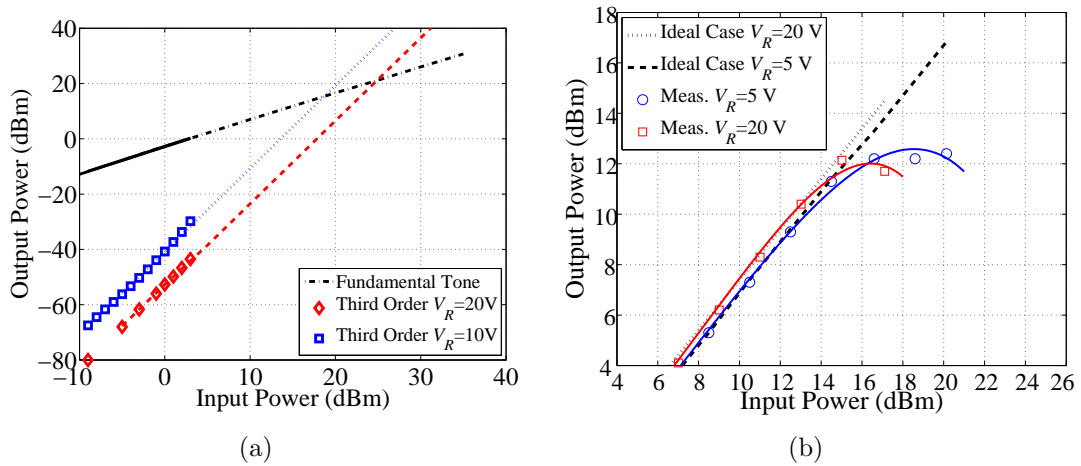 40
20
0
−20
−40
−60
−80
−10
0
10
20
30
40
Output Power (dBm)
Input Power (dBm)
Fundamental Tone
Third Order V_R=20V
Third Order V_R=10V
(a)
18
16
14
12
10
8
6
4
4
6
8
10
12
14
16
18
20
22
24
26
Output Power (dBm)
Input Power (dBm)
Ideal Case V_R=20 V
Ideal Case V_R=5 V
Meas. V_R=5 V
Meas. V_R=20 V
(b)